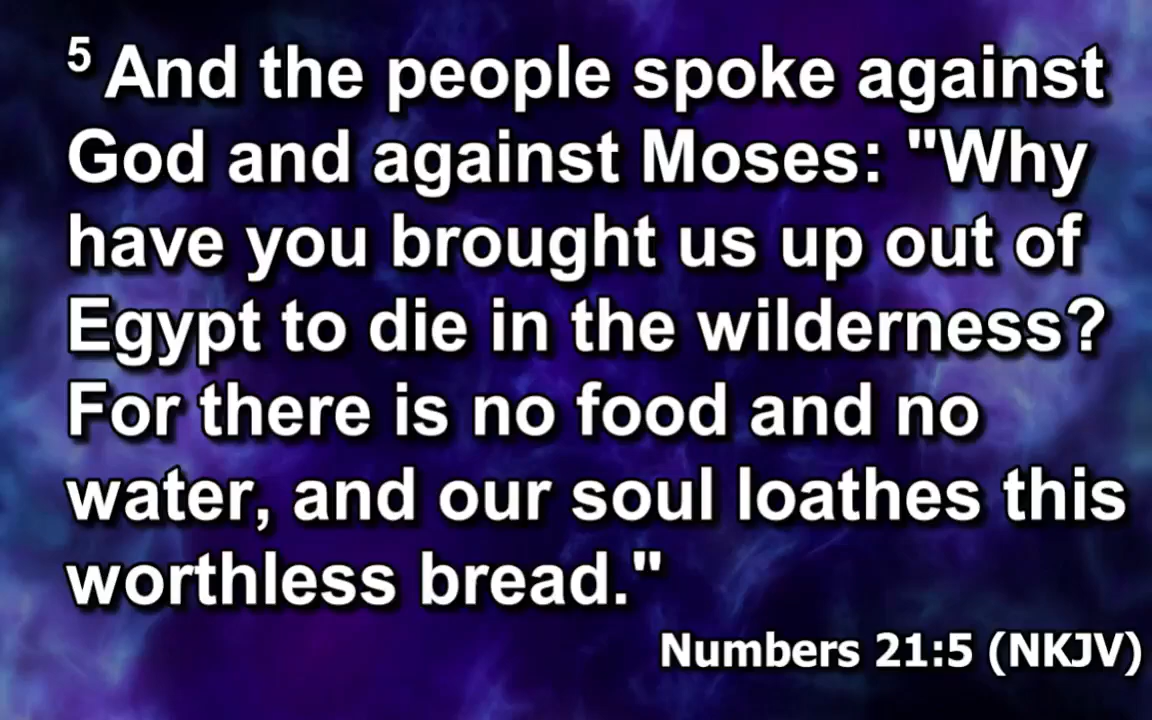 5 And the people spoke against
God and against Moses: "Why
have you brought us up out of
Egypt to die in the wilderness?
For there is no food and no
water, and our soul loathes this
worthless bread."
Numbers 21:5 (NKJV)